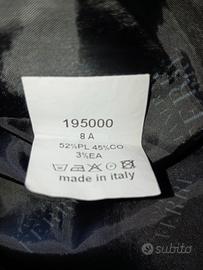 195000
8 A
52%PL 45%CO
3%EA
made in italy
subito